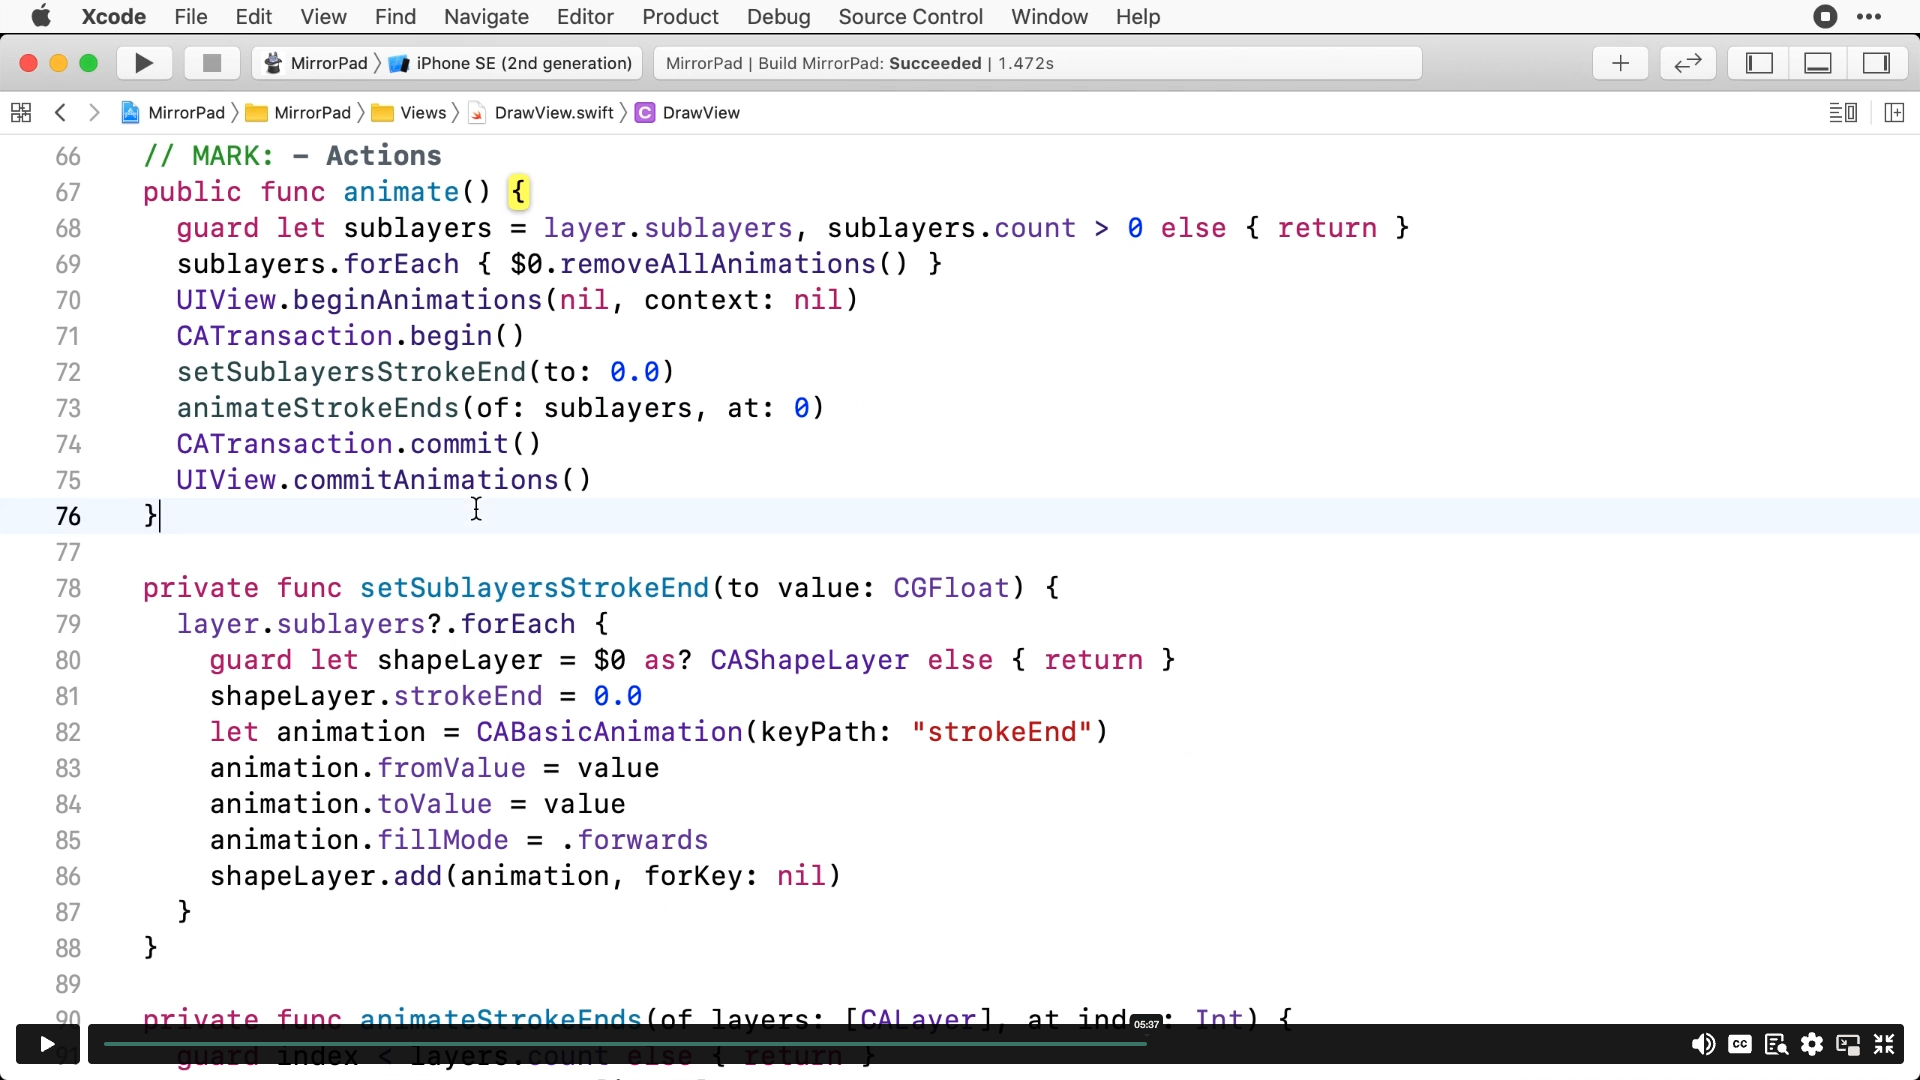 Xcode File Edit View Find Navigate Editor Product Debug Source Control Window Help
MirrorPad iPhone SE (2nd generation) MirrorPad | Build MirrorPad: Succeeded | 1.472s
MirrorPad MirrorPad Views DrawView.swift C DrawView
66 // MARK: - Actions
67 public func animate() {
68 guard let sublayers = layer.sublayers, sublayers.count > 0 else { return }
69 sublayers.forEach { $0.removeAllAnimations() }
70 UIView.beginAnimations(nil, context: nil)
71 CATransaction.begin()
72 setSublayersStrokeEnd(to: 0.0)
73 animateStrokeEnds(of: sublayers, at: 0)
74 CATransaction.commit()
75 UIView.commitAnimations()
76 }
77
78 private func setSublayersStrokeEnd(to value: CGFloat) {
79 layer.sublayers?.forEach {
80 guard let shapeLayer = $0 as? CAShapeLayer else { return }
81 shapeLayer.strokeEnd = 0.0
82 let animation = CABasicAnimation(keyPath: "strokeEnd")
83 animation.fromValue = value
84 animation.toValue = value
85 animation.fillMode = .forwards
86 shapeLayer.add(animation, forKey: nil)
87 }
88 }
89
90 private func animateStrokeEnds(of layers: [CALayer], at ind : Int) {
05:37
91 guard index < layers.count else { return }
CC